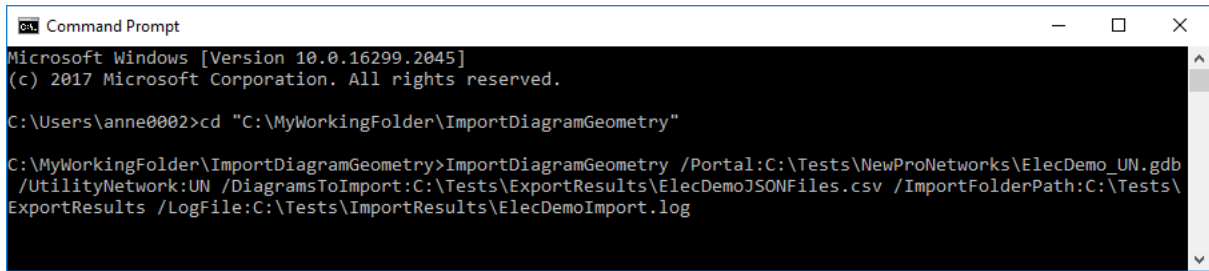 Command Prompt
Microsoft Windows [Version 10.0.16299.2045]
(c) 2017 Microsoft Corporation. All rights reserved.
C:\Users\anne0002>cd "C:\MyWorkingFolder\ImportDiagramGeometry"
C:\MyWorkingFolder\ImportDiagramGeometry>ImportDiagramGeometry /Portal:C:\Tests\NewProNetworks\ElecDemo_UN.gdb
/UtilityNetwork:UN /DiagramsToImport:C:\Tests\ExportResults\ElecDemoJSONFiles.csv /ImportFolderPath:C:\Tests\
ExportResults /LogFile:C:\Tests\ImportResults\ElecDemoImport.log